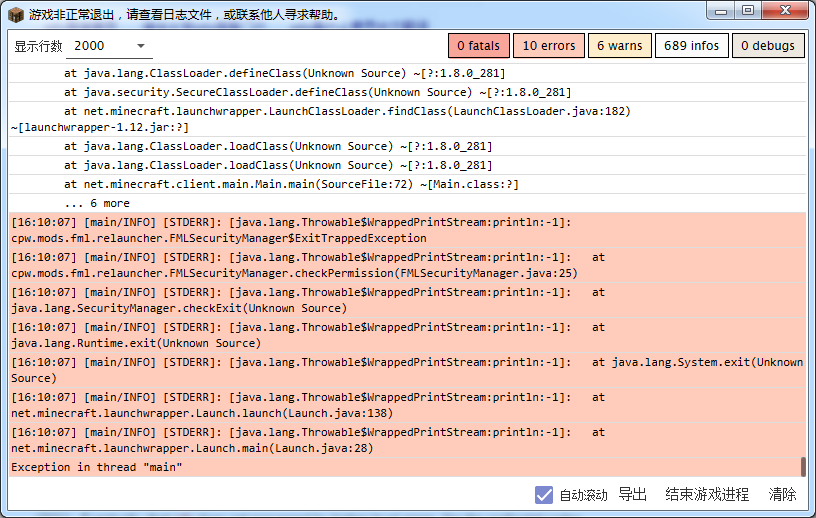 游戏非正常退出，请查看日志文件，或联系他人寻求帮助。
显示行数 2000 0 fatals 10 errors 6 warns 689 infos 0 debugs
at java.lang.ClassLoader.defineClass(Unknown Source) ~[?:1.8.0_281]
at java.security.SecureClassLoader.defineClass(Unknown Source) ~[?:1.8.0_281]
at net.minecraft.launchwrapper.LaunchClassLoader.findClass(LaunchClassLoader.java:182)
~[launchwrapper-1.12.jar:?]
at java.lang.ClassLoader.loadClass(Unknown Source) ~[?:1.8.0_281]
at java.lang.ClassLoader.loadClass(Unknown Source) ~[?:1.8.0_281]
at net.minecraft.client.main.Main.main(SourceFile:72) ~[Main.class:?]
... 6 more
[16:10:07] [main/INFO] [STDERR]: [java.lang.Throwable$WrappedPrintStream:println:-1]:
cpw.mods.fml.relauncher.FMLSecurityManager$ExitTrappedException
[16:10:07] [main/INFO] [STDERR]: [java.lang.Throwable$WrappedPrintStream:println:-1]: at
cpw.mods.fml.relauncher.FMLSecurityManager.checkPermission(FMLSecurityManager.java:25)
[16:10:07] [main/INFO] [STDERR]: [java.lang.Throwable$WrappedPrintStream:println:-1]: at
java.lang.SecurityManager.checkExit(Unknown Source)
[16:10:07] [main/INFO] [STDERR]: [java.lang.Throwable$WrappedPrintStream:println:-1]: at
java.lang.Runtime.exit(Unknown Source)
[16:10:07] [main/INFO] [STDERR]: [java.lang.Throwable$WrappedPrintStream:println:-1]: at java.lang.System.exit(Unknown
Source)
[16:10:07] [main/INFO] [STDERR]: [java.lang.Throwable$WrappedPrintStream:println:-1]: at
net.minecraft.launchwrapper.Launch.launch(Launch.java:138)
[16:10:07] [main/INFO] [STDERR]: [java.lang.Throwable$WrappedPrintStream:println:-1]: at
net.minecraft.launchwrapper.Launch.main(Launch.java:28)
Exception in thread "main"
自动滚动 导出 结束游戏进程 清除